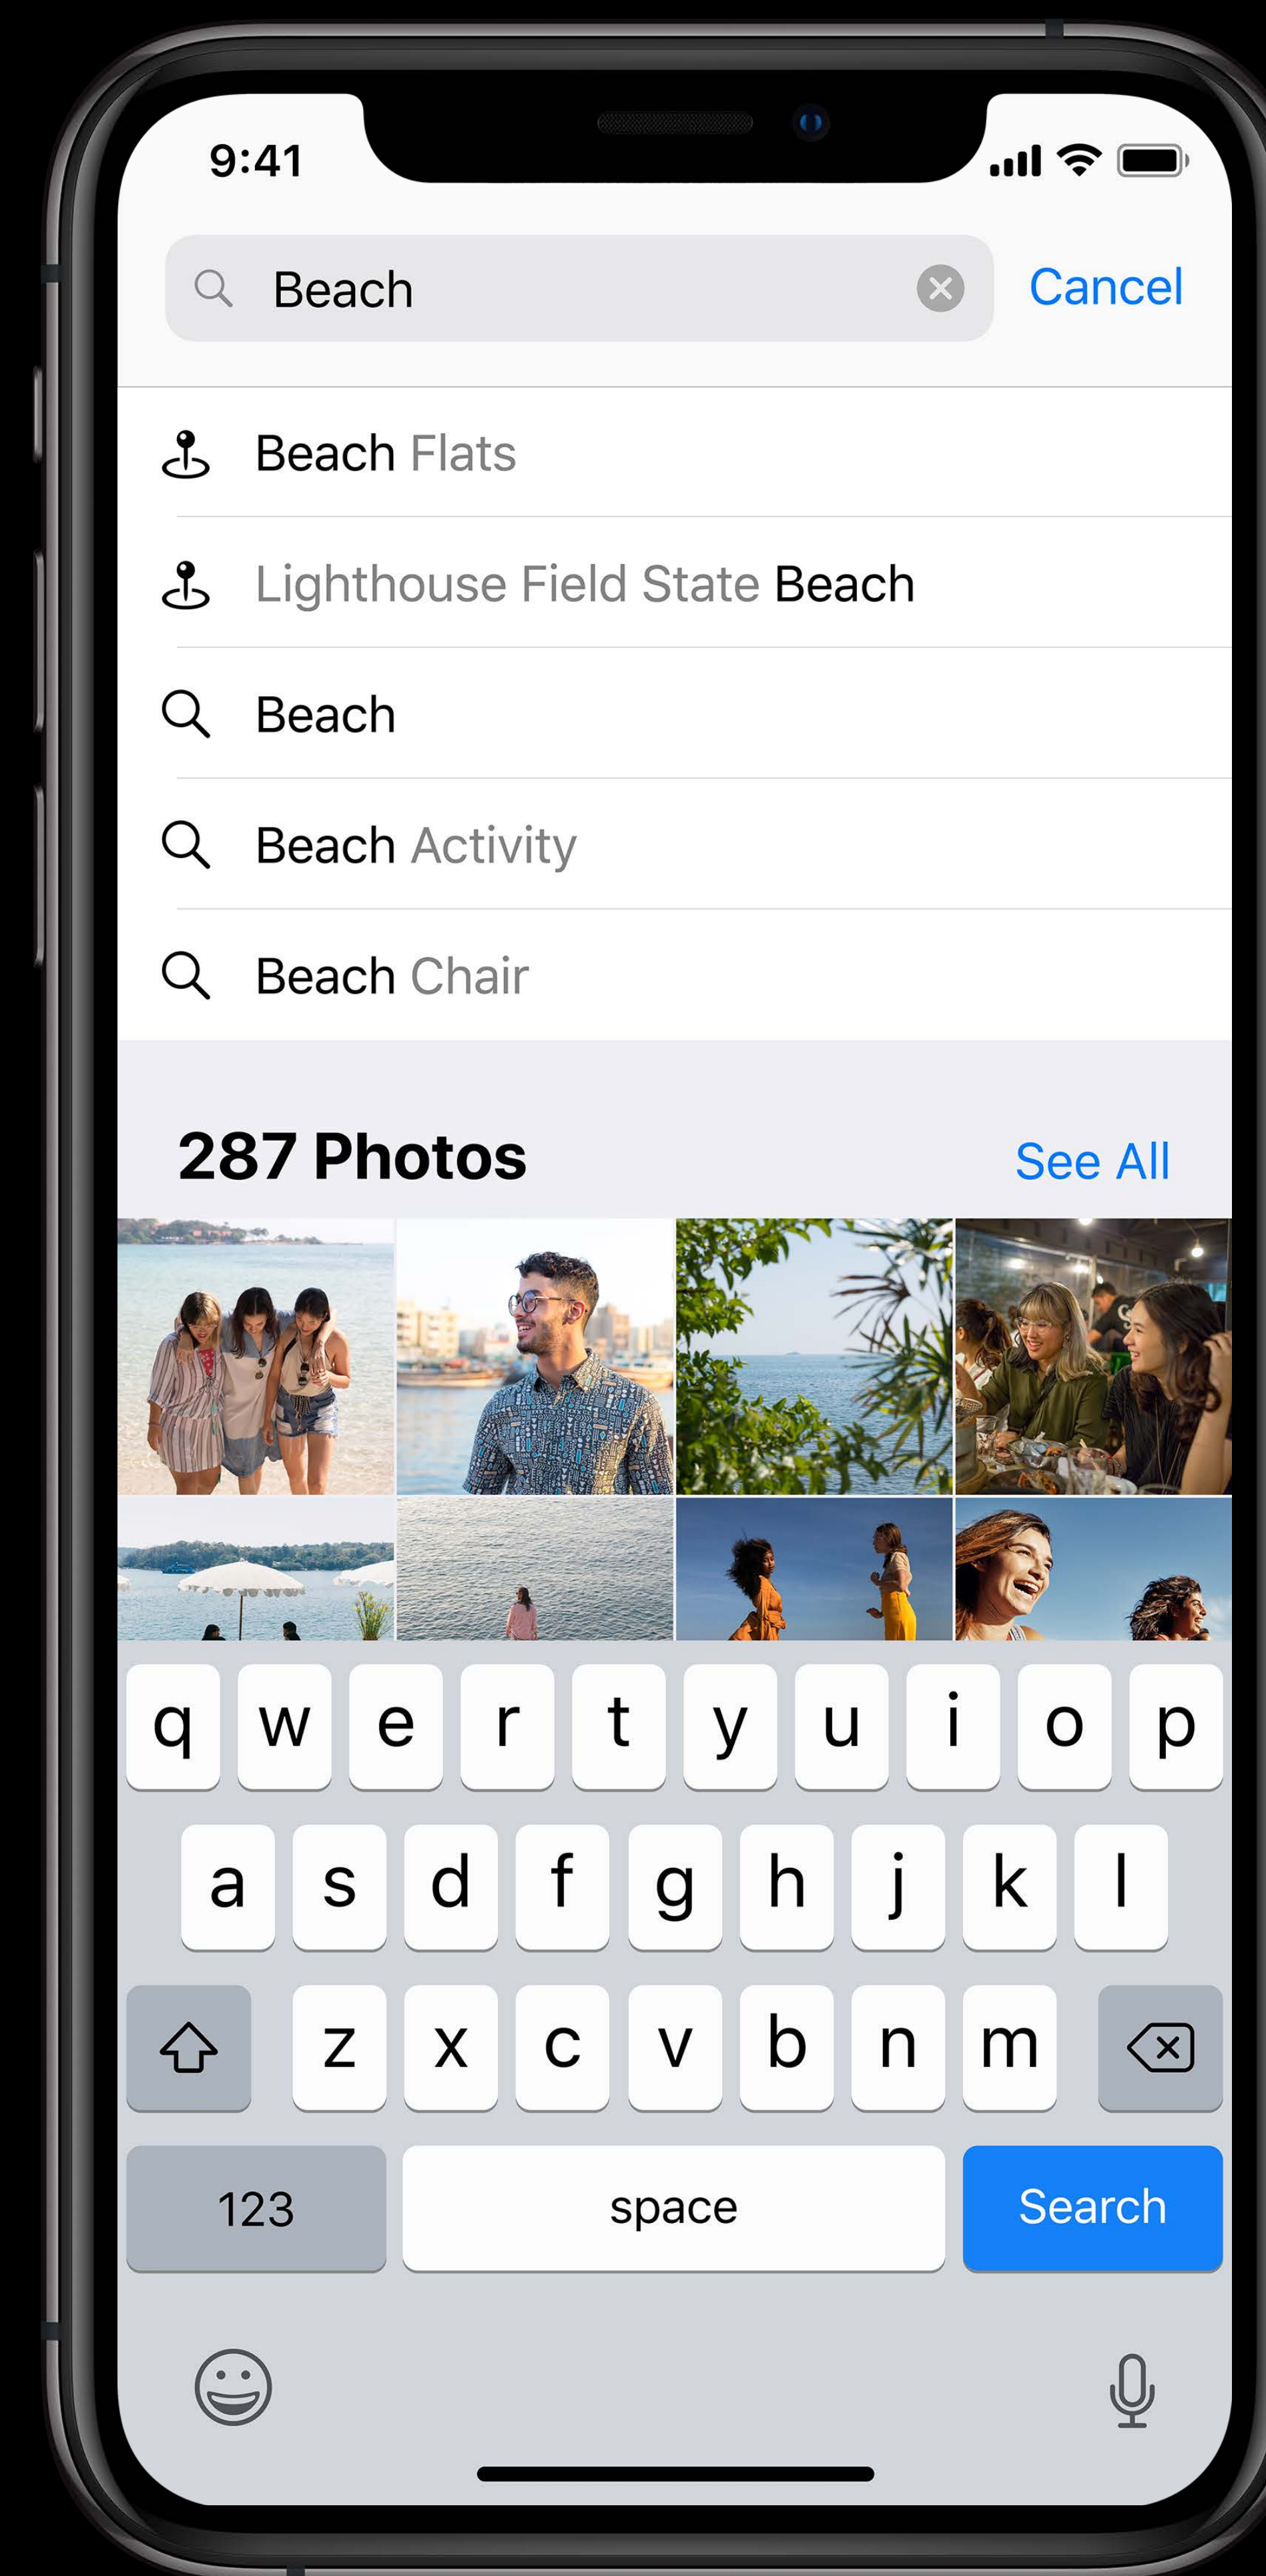 9:41
Beach
Cancel
Beach Flats
Lighthouse Field State Beach
Beach
Beach Activity
Beach Chair
287 Photos
See All
q w e r t y u i o p
a s d f g h j k l
z x c v b n m
123 space Search